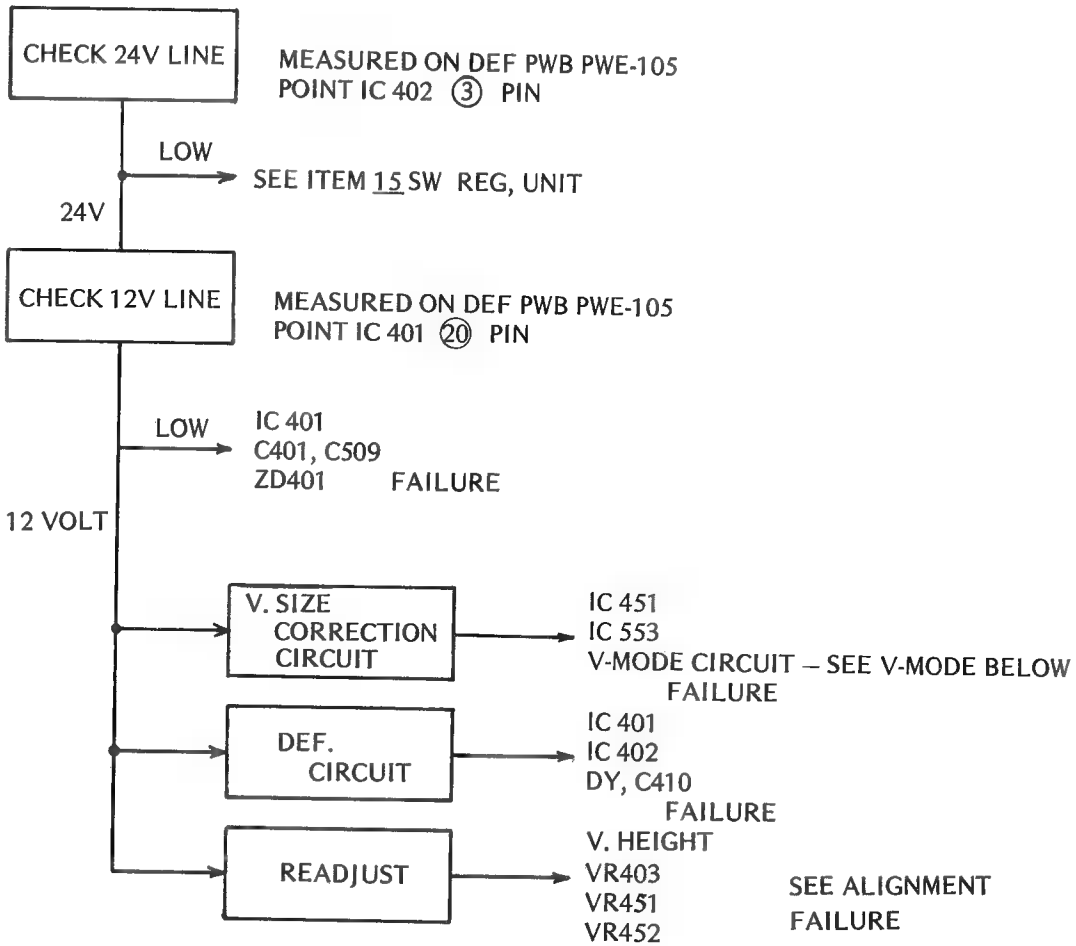 CHECK 24V LINE
MEASURED ON DEF PWB PWE-105
POINT IC 402 ③ PIN
LOW
SEE ITEM 15 SW REG, UNIT
24V
CHECK 12V LINE
MEASURED ON DEF PWB PWE-105
POINT IC 401 ⑳ PIN
LOW
IC 401
C401, C509
ZD401 FAILURE
12 VOLT
V. SIZE
CORRECTION
CIRCUIT
IC 451
IC 553
V-MODE CIRCUIT – SEE V-MODE BELOW
FAILURE
DEF.
CIRCUIT
IC 401
IC 402
DY, C410
FAILURE
READJUST
V. HEIGHT
VR403
VR451
VR452
SEE ALIGNMENT
FAILURE